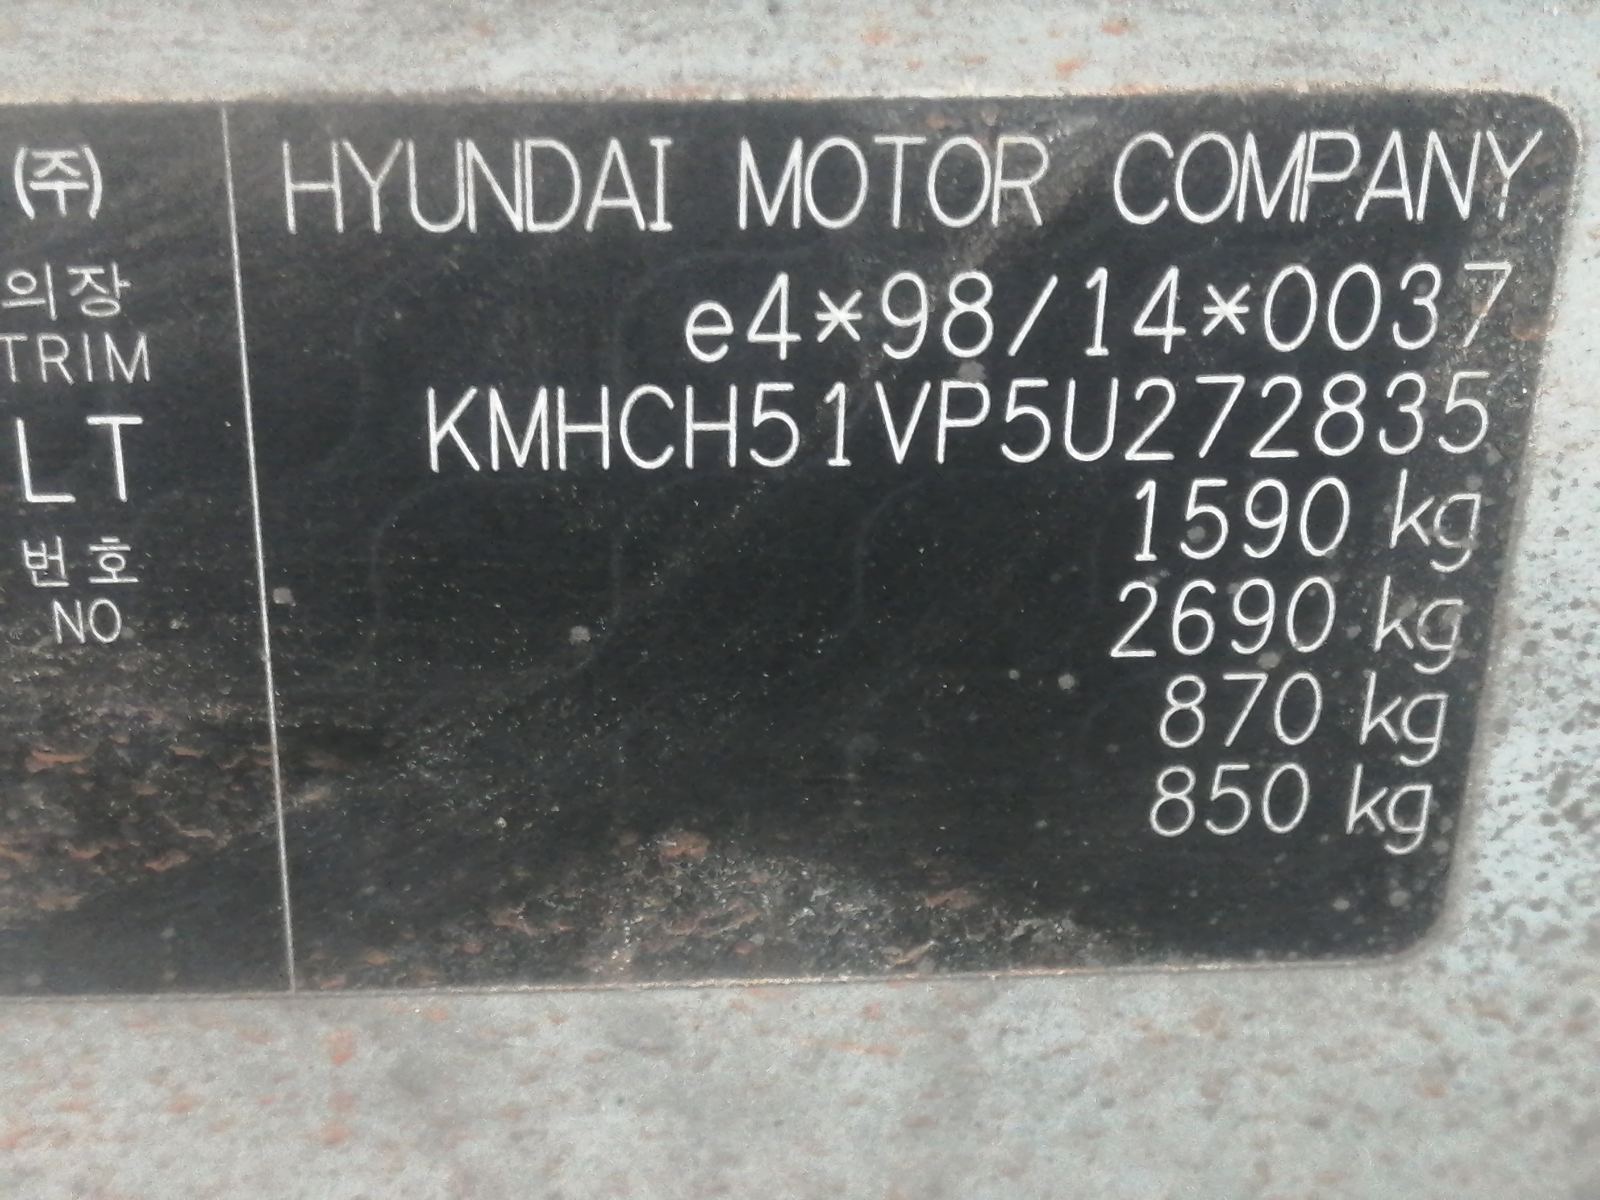 (주) HYUNDAI MOTOR COMPANY
의장 e4*98/14*0037
TRIM
KMHCH51VP5U272835
LT
1590 kg
번호 2690 kg
NO
870 kg
850 kg